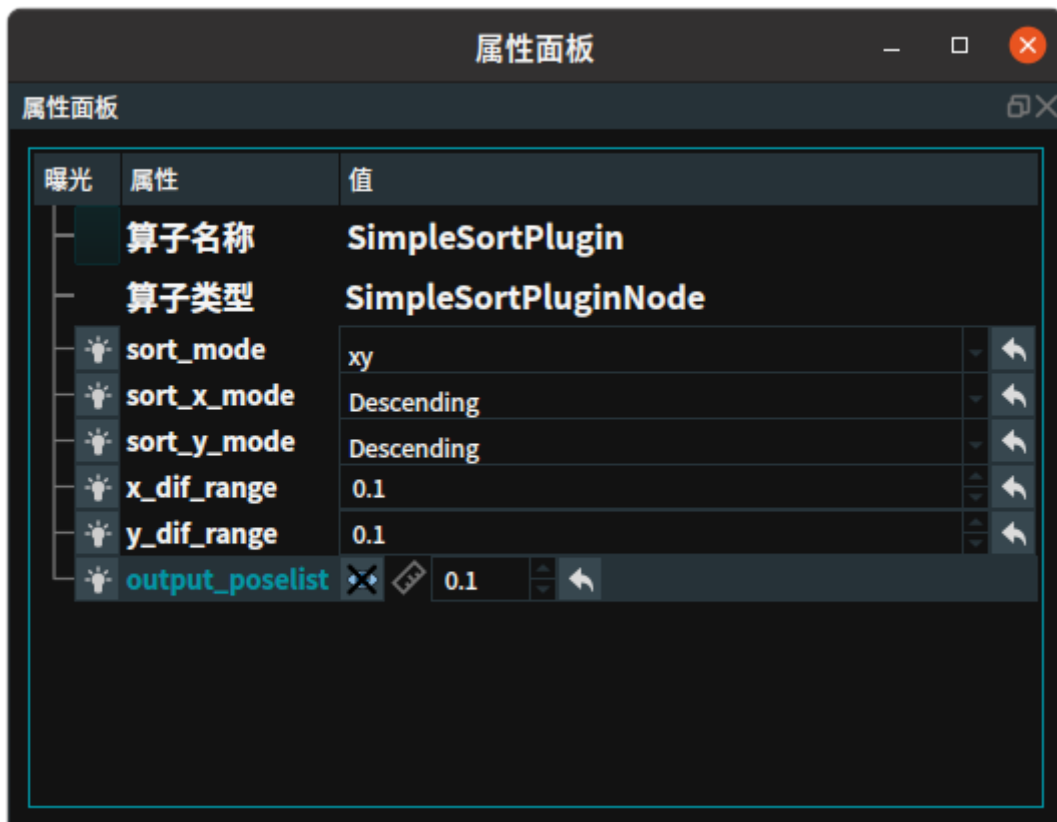 属性面板
属性面板
曝光 属性 值
算子名称 SimpleSortPlugin
算子类型 SimpleSortPluginNode
sort_mode xy
sort_x_mode Descending
sort_y_mode Descending
x_dif_range 0.1
y_dif_range 0.1
output_poselist 0.1